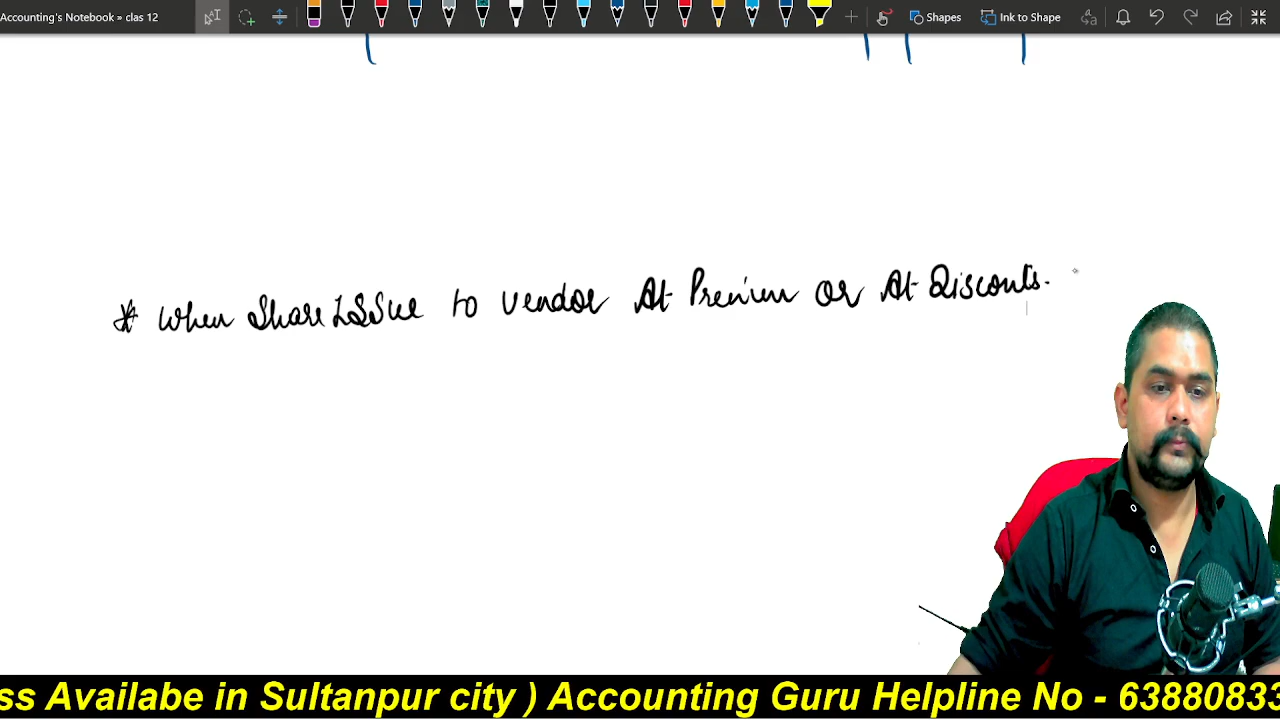 Accounting's Notebook » clas 12
Shapes
Ink to Shape
* When Share ISSue to vendor At Premium or At Discounts.
ss Availabe in Sultanpur city ) Accounting Guru Helpline No - 63880833